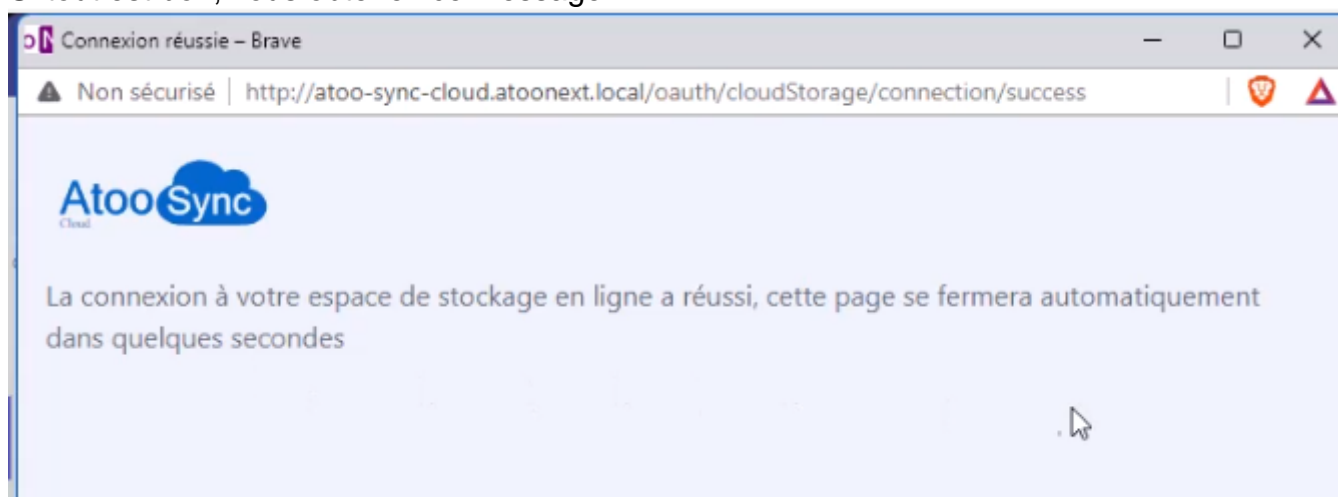 Connexion réussie – Brave
Non sécurisé | http://atoo-sync-cloud.atoonext.local/oauth/cloudStorage/connection/success
Atoo Sync
Cloud
La connexion à votre espace de stockage en ligne a réussi, cette page se fermera automatiquement
dans quelques secondes